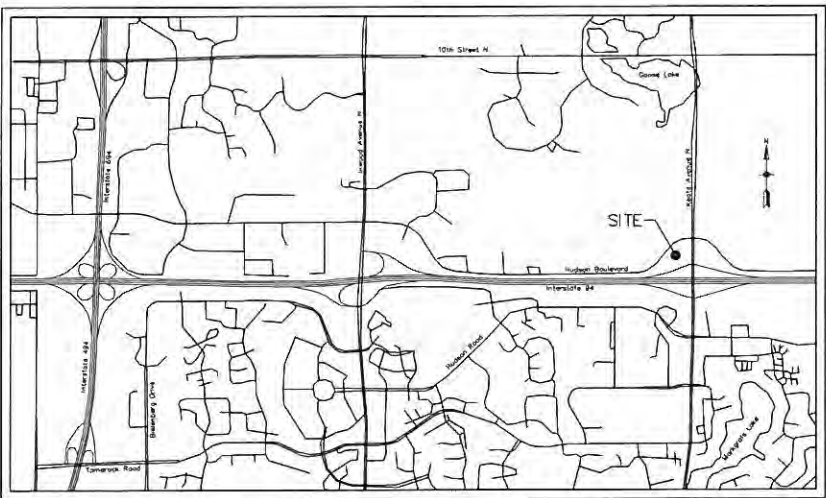 10th Street N.
Goose Lake
Interstate 694
Inwood Avenue N
Keats Avenue N
N
SITE
Hudson Boulevard
Interstate 94
Hudson Road
Interstate 494
Bielenberg Drive
Markgrafs Lake
Tamarack Road